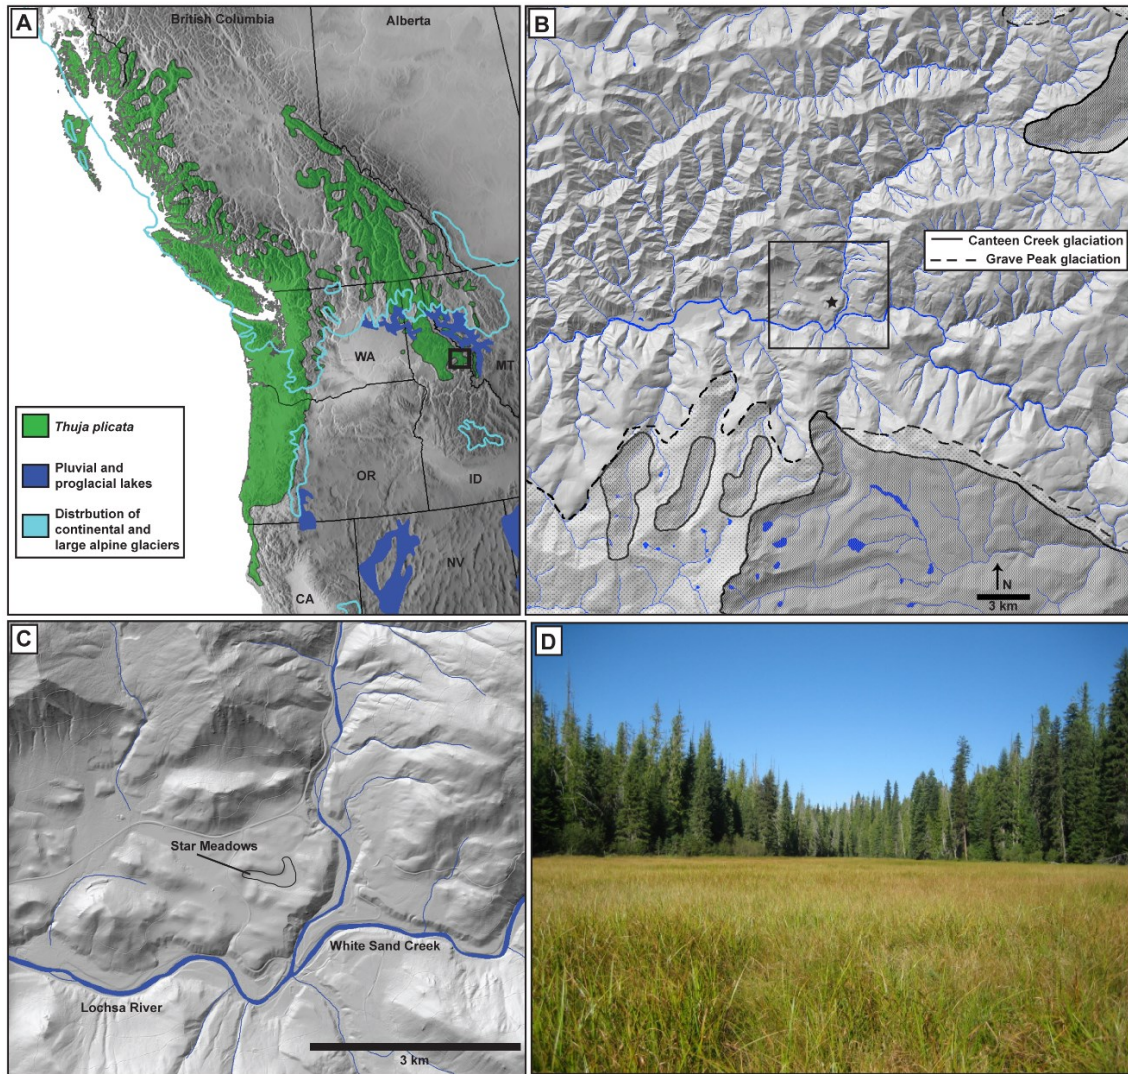 A
British Columbia
Alberta
WA
MT
OR
ID
NV
CA
Thuja plicata
Pluvial and
proglacial lakes
Distrbution of
continental and
large alpine glaciers
B
Canteen Creek glaciation
Grave Peak glaciation
N
3 km
C
Star Meadows
White Sand Creek
Lochsa River
3 km
D